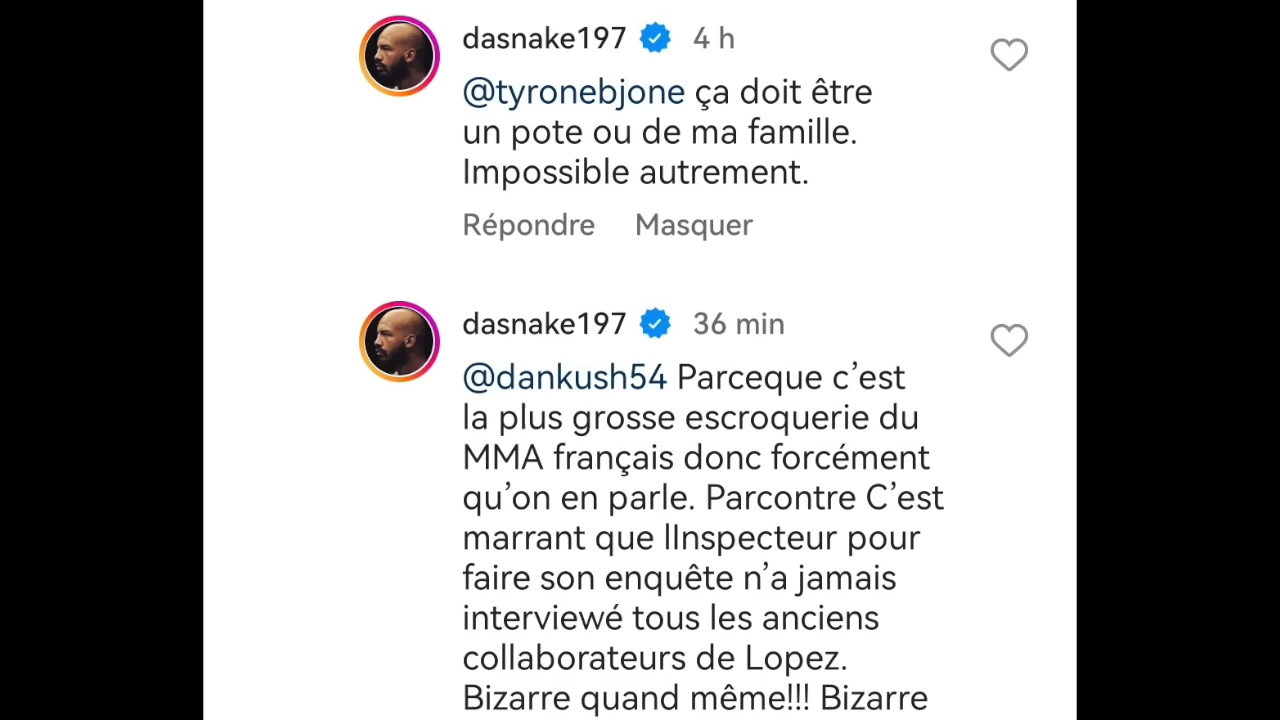 dasnake197 4 h
@tyronebjone ça doit être
un pote ou de ma famille.
Impossible autrement.
Répondre Masquer
dasnake197 36 min
@dankush54 Parceque c’est
la plus grosse escroquerie du
MMA français donc forcément
qu’on en parle. Parcontre C’est
marrant que lInspecteur pour
faire son enquête n’a jamais
interviewé tous les anciens
collaborateurs de Lopez.
Bizarre quand même!!! Bizarre